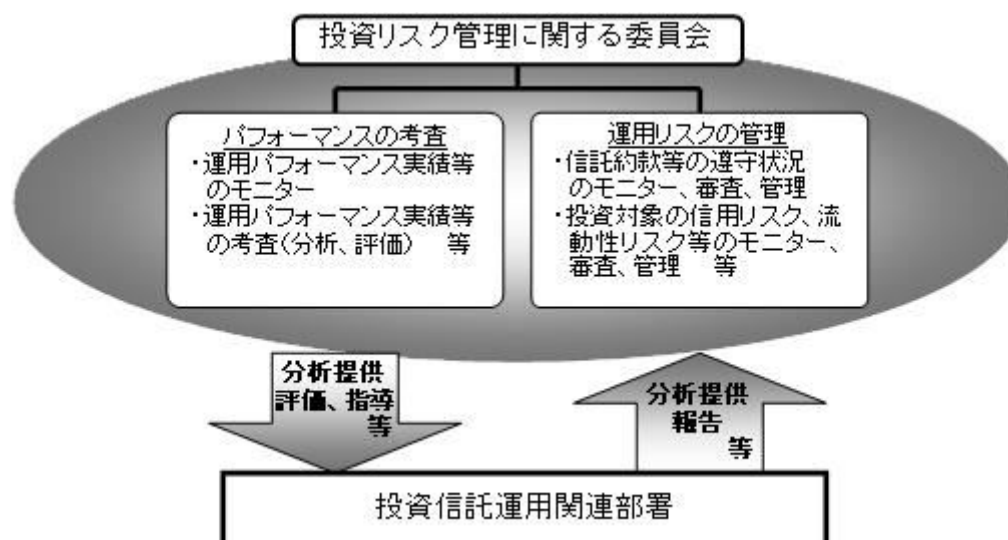 投資リスク管理に関する委員会
パフォーマンスの考査
・運用パフォーマンス実績等
のモニター
・運用パフォーマンス実績等
の考査(分析、評価) 等
運用リスクの管理
・信託約款等の遵守状況
のモニター、審査、管理
・投資対象の信用リスク、流
動性リスク等のモニター、
審査、管理 等
分析提供
評価、指導
等
分析提供
報告
等
投資信託運用関連部署